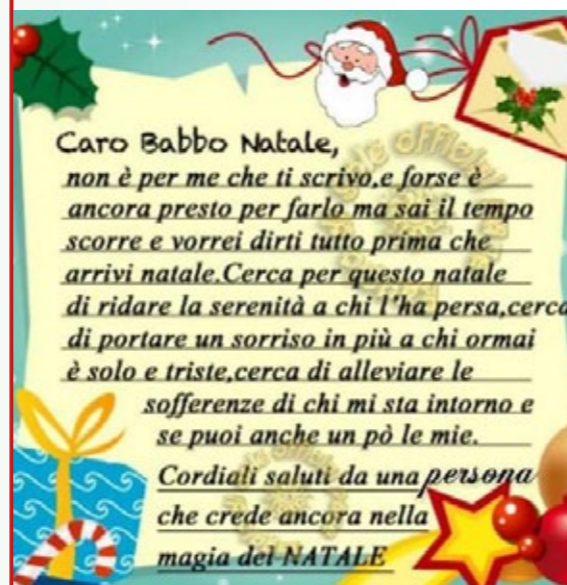 Caro Babbo Natale,
non è per me che ti scrivo,e forse è
ancora presto per farlo ma sai il tempo
scorre e vorrei dirti tutto prima che
arrivi natale.Cerca per questo natale
di ridare la serenità a chi l'ha persa,cerca
di portare un sorriso in più a chi ormai
è solo e triste,cerca di alleviare le
sofferenze di chi mi sta intorno e
se puoi anche un pò le mie.
Cordiali saluti da una persona
che crede ancora nella
magia del NATALE